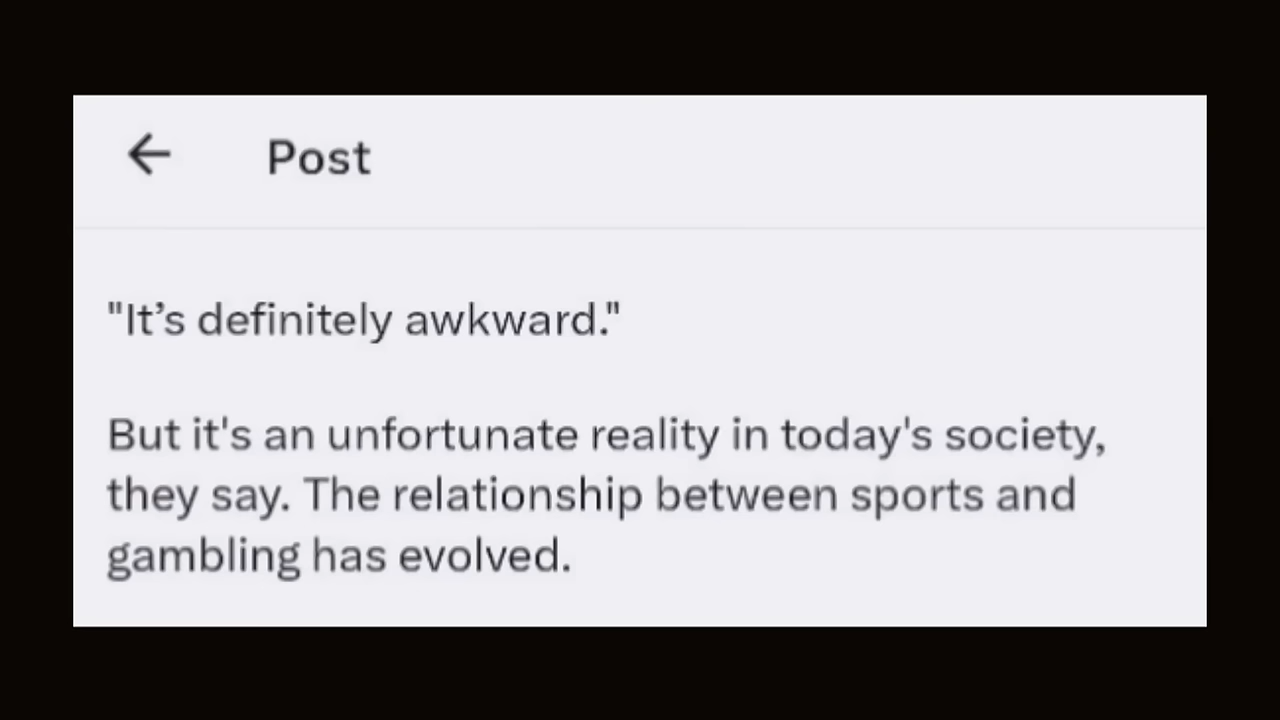 Post
"It’s definitely awkward."
But it's an unfortunate reality in today's society,
they say. The relationship between sports and
gambling has evolved.